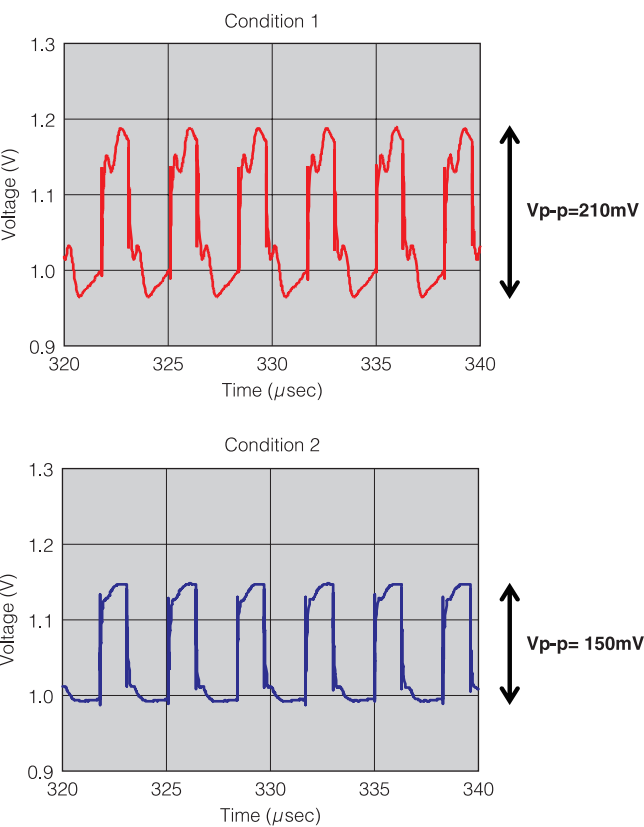 Condition 1
1.3
1.2
1.1
1.0
0.9
Voltage (V)
320
325
330
335
340
Time (μsec)
Vp-p=210mV
Condition 2
1.3
1.2
1.1
1.0
0.9
Voltage (V)
320
325
330
335
340
Time (μsec)
Vp-p= 150mV